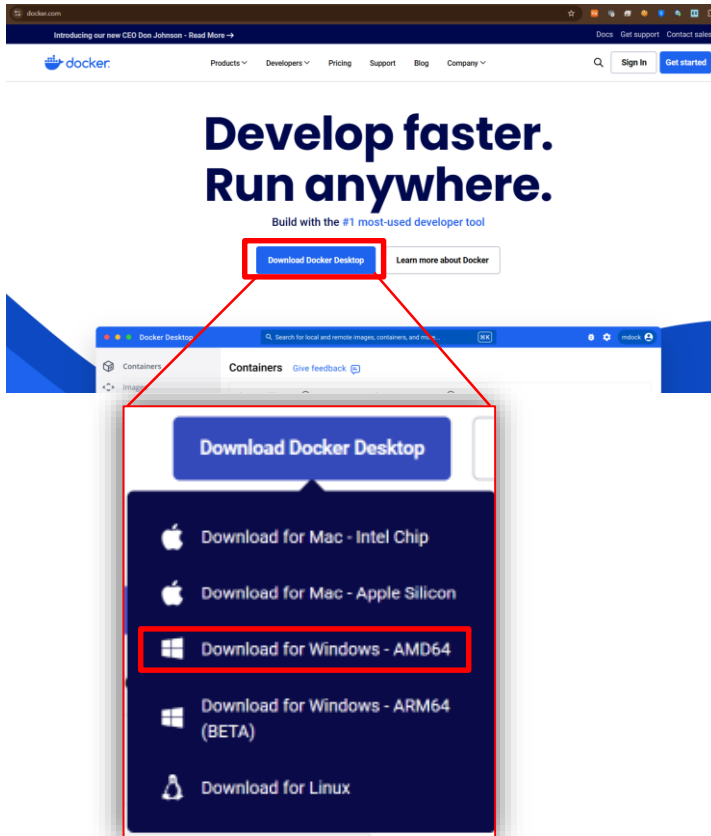 docker.com
Introducing our new CEO Don Johnson - Read More →
Docs Get support Contact sales
docker
Products Developers Pricing Support Blog Company
Sign In Get started
Develop faster.
Run anywhere.
Build with the #1 most-used developer tool
Download Docker Desktop Learn more about Docker
Docker Desktop
Search for local and remote images, containers, and
⌘K
mdock
Containers
Images
Containers Give feedback
Download Docker Desktop
Download for Mac - Intel Chip
Download for Mac - Apple Silicon
Download for Windows - AMD64
Download for Windows - ARM64
(BETA)
Download for Linux